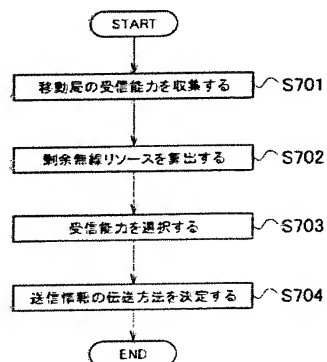 START
移動局の受信能力を収集する S701
剰余無線リソースを算出する S702
受信能力を選択する S703
送信情報の伝送方法を決定する S704
END